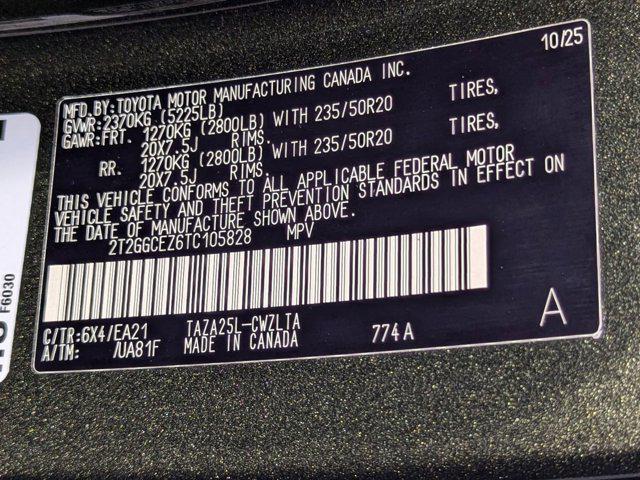 10/25
MFD.BY:TOYOTA MOTOR MANUFACTURING CANADA INC.
GVWR:2370KG (5225LB)
GAWR:FRT. 1270KG (2800LB) WITH 235/50R20 TIRES,
20X7.5J RIMS.
RR. 1270KG (2800LB) WITH 235/50R20 TIRES,
20X7.5J RIMS.
THIS VEHICLE CONFORMS TO ALL APPLICABLE FEDERAL MOTOR
VEHICLE SAFETY AND THEFT PREVENTION STANDARDS IN EFFECT ON
THE DATE OF MANUFACTURE SHOWN ABOVE.
2T2GGCEZ6TC105828 MPV
C/TR:6X4/EA21 TAZA25L-CWZLTA A
A/TM: /UA81F MADE IN CANADA 774A
F6030